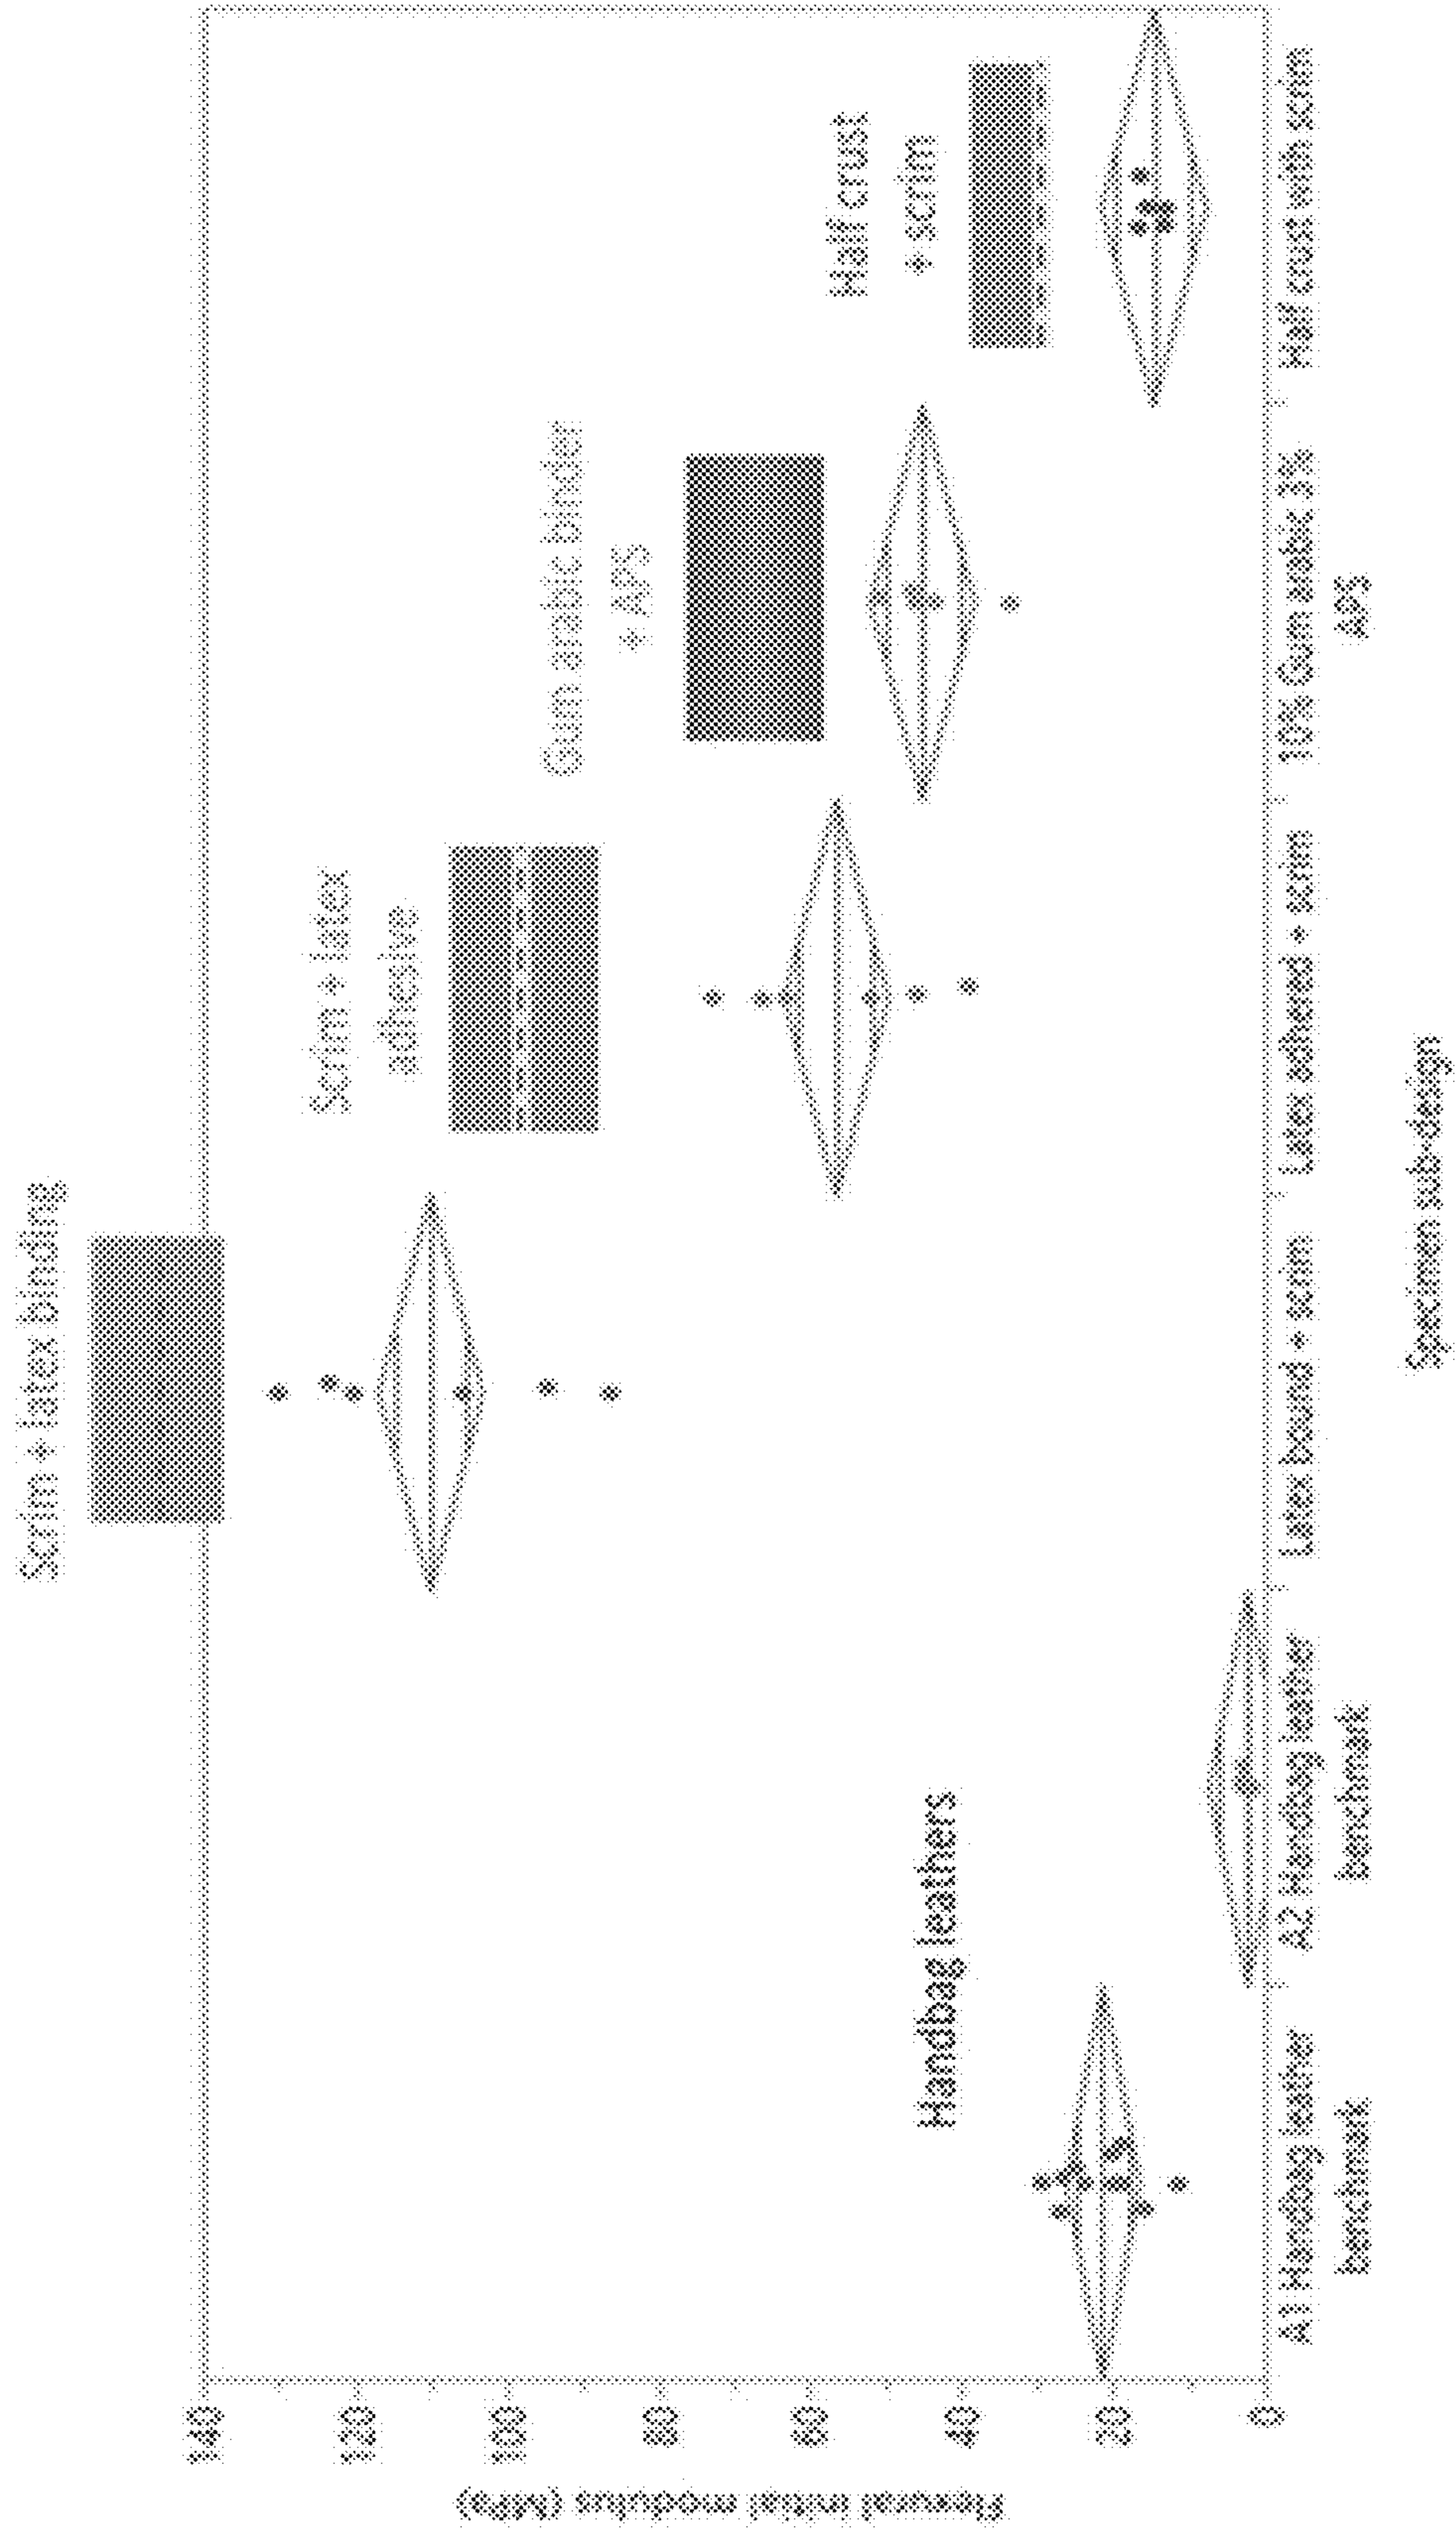 Scrim + latex binding
Scrim + latex
adhesive
Gum arabic binder
+ APS
Half crust
+ scrim
Handbag leathers
140
120
100
80
60
40
20
0
Flexural initial modulus (MPa)
A1 Handbag leather
benchmark
A2 Handbag leather
benchmark
Latex bound + scrim
Latex adhered + scrim
10% Gum arabic 3%
APS
Half crust with scrim
Specimen sub-design